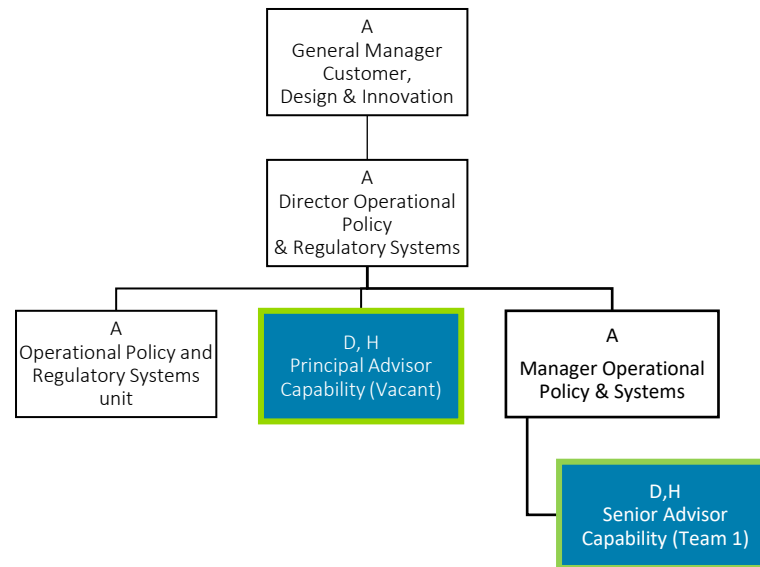 A
General Manager
Customer,
Design & Innovation
A
Director Operational
Policy
& Regulatory Systems
A
Operational Policy and
Regulatory Systems
unit
D, H
Principal Advisor
Capability (Vacant)
A
Manager Operational
Policy & Systems
D,H
Senior Advisor
Capability (Team 1)